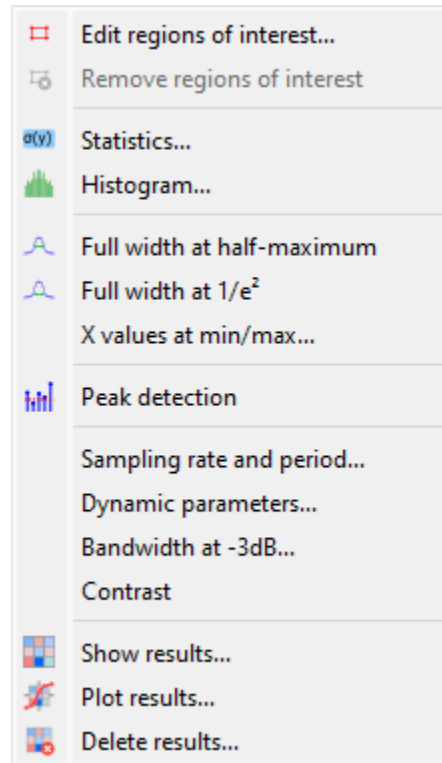 Edit regions of interest...
Remove regions of interest
σ(y) Statistics...
Histogram...
Full width at half-maximum
Full width at 1/e²
X values at min/max...
Peak detection
Sampling rate and period...
Dynamic parameters...
Bandwidth at -3dB...
Contrast
Show results...
Plot results...
Delete results...